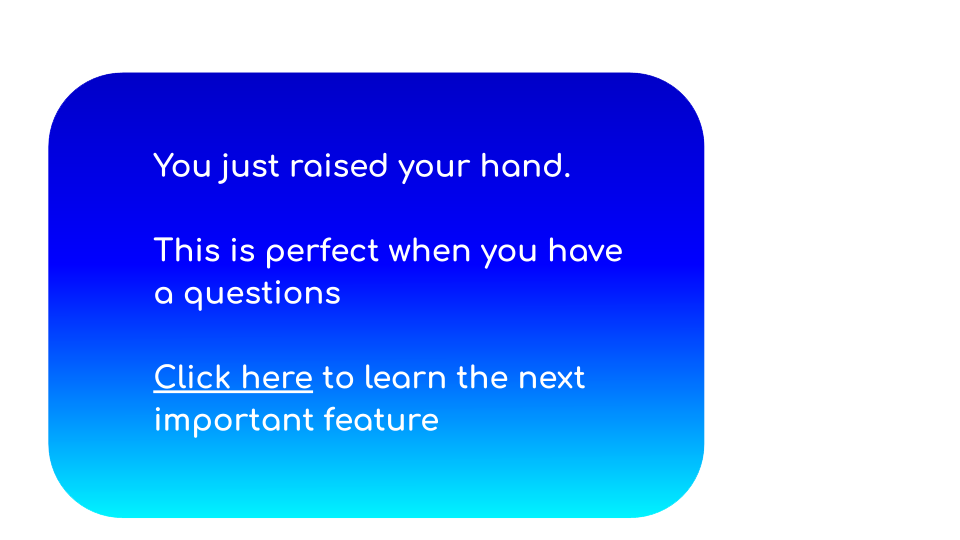 You just raised your hand.
This is perfect when you have
a questions
Click here to learn the next
important feature